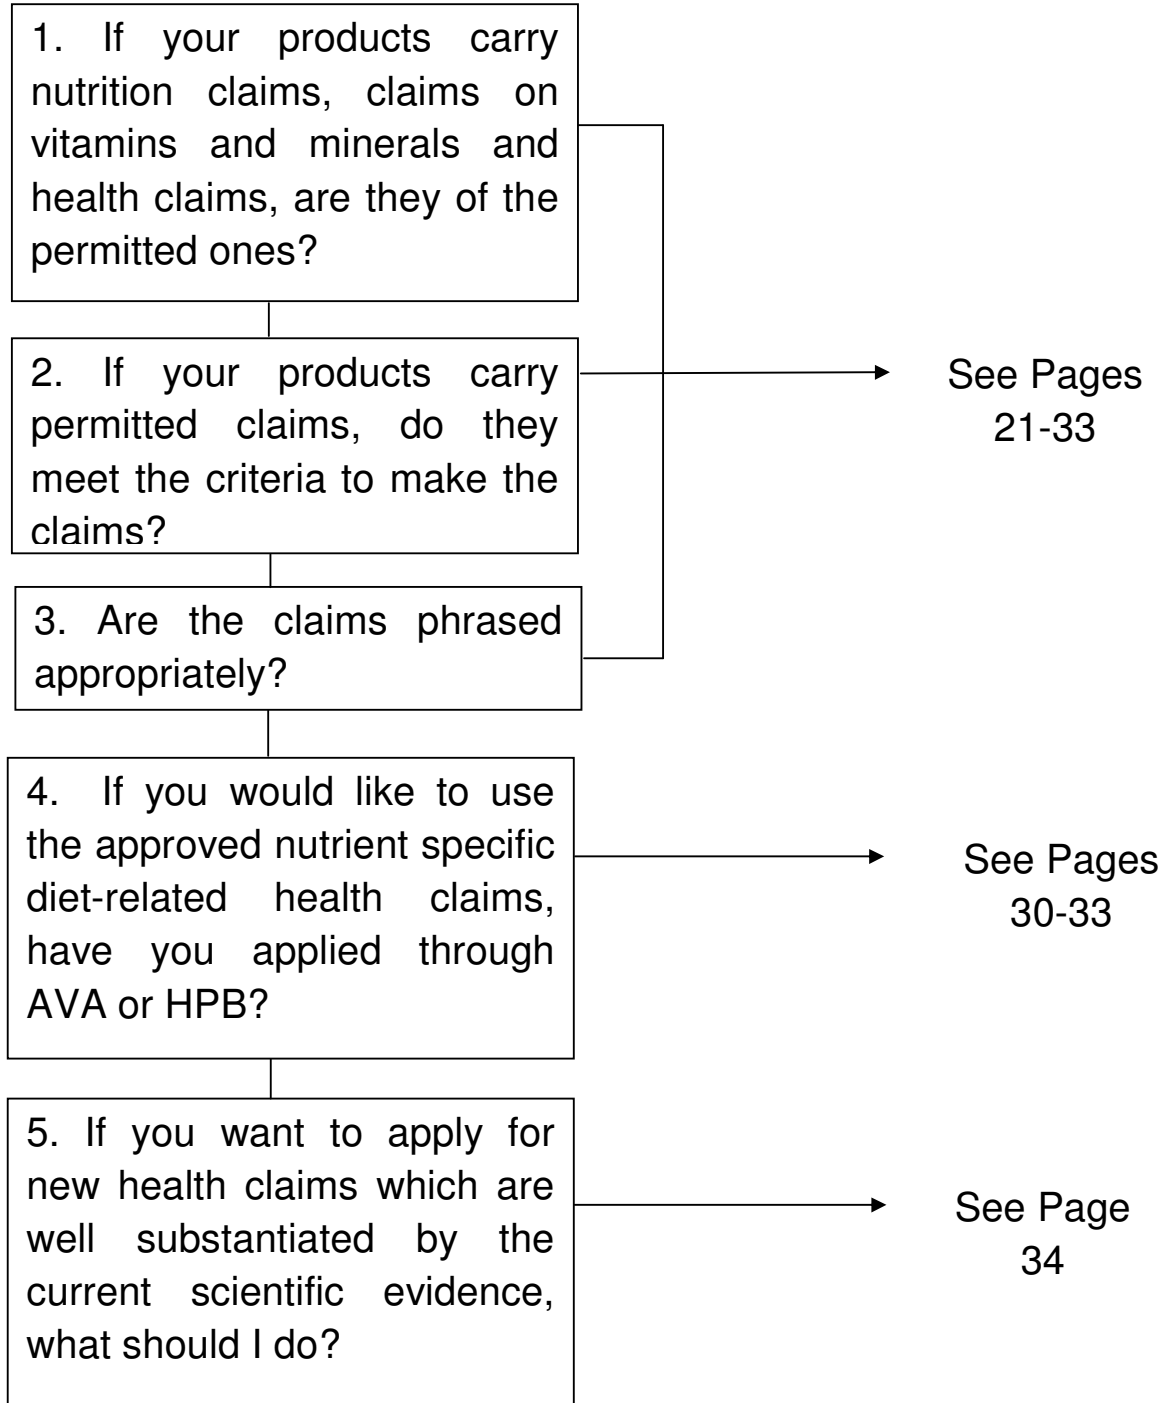 1. If your products carry
nutrition claims, claims on
vitamins and minerals and
health claims, are they of the
permitted ones?
2. If your products carry
permitted claims, do they
meet the criteria to make the
claims?
See Pages
21-33
3. Are the claims phrased
appropriately?
4. If you would like to use
the approved nutrient specific
diet-related health claims,
have you applied through
AVA or HPB?
See Pages
30-33
5. If you want to apply for
new health claims which are
well substantiated by the
current scientific evidence,
what should I do?
See Page
34